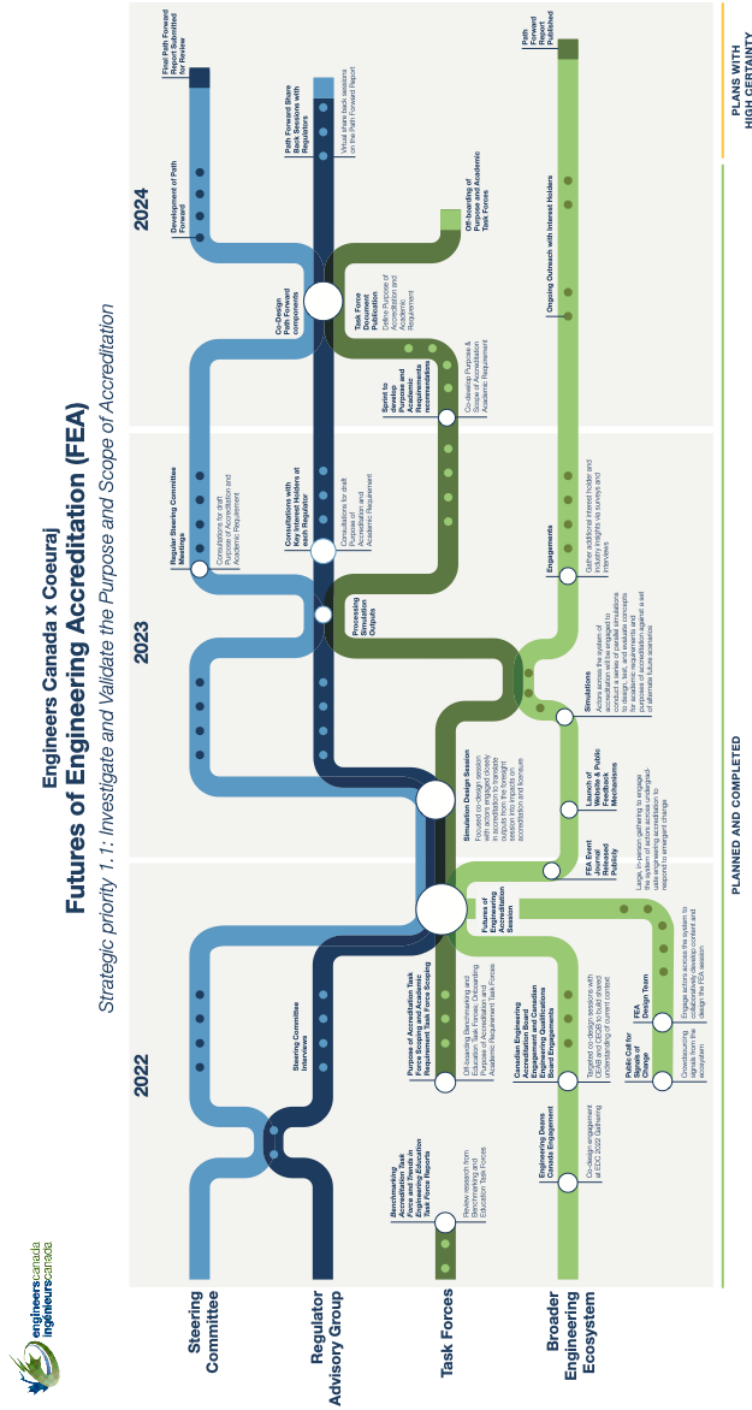 engineerscanada
ingénieurscanada
Engineers Canada x Coeuraj
Futures of Engineering Accreditation (FEA)
Strategic priority 1.1: Investigate and Validate the Purpose and Scope of Accreditation
2022
2023
2024
Steering
Committee
Regular Steering Committee
Meetings
Consultations for draft
Purpose of Accreditation and
Academic Requirement
Development of Path
Forward
Final Path Forward
Report Submitted
for Review
Regulator
Advisory Group
Steering Committee
Interviews
Processing
Simulation
Outputs
Consultations with
Key Interest Holders at
each Regulator
Consultations for draft
Purpose of
Accreditation and
Academic Requirement
Co-Design
Path Forward
components
Path Forward Share
Back Sessions with
Regulators
Virtual share back sessions
on the Path Forward Report
Task Forces
Benchmarking
Accreditation Task
Force and Trends in
Engineering Education
Task Force Reports
Review research from
Benchmarking and
Education Task Forces
Purpose of Accreditation Task
Force Scoping and Academic
Requirement Task Force Scoping
Off-boarding Benchmarking and
Education Task Forces; Onboarding
Purpose of Accreditation and
Academic Requirement Task Forces
Simulation Design Session
Focused co-design session
with actors engaged closely
in accreditation to translate
outputs from the foresight
session into impacts on
accreditation and licensure
Sprint to
develop
Purpose and
Academic
Requirements
recommendations
Co-develop Purpose &
Scope of Accreditation
Academic Requirement
Task Force
Document
Publication
Define Purpose of
Accreditation and
Academic
Requirement
Off-boarding of
Purpose and Academic
Task Forces
Broader
Engineering
Ecosystem
Engineering Deans
Canada Engagement
Co-design engagement
at EDC 2022 Gathering
Canadian Engineering
Accreditation Board
Engagement and Canadian
Engineering Qualifications
Board Engagements
Targeted co-design sessions with
CEAB and CEQB to build shared
understanding of current context
Futures of
Engineering
Accreditation
Session
Large, in-person gathering to engage
the system of actors across undergrad-
uate engineering accreditation to
respond to emergent change
FEA Event
Journal
Released
Publicly
Launch of
Website & Public
Feedback
Mechanisms
Simulations
Actors across the system of
accreditation will be engaged to
conduct a series of parallel simulations
to design, test, and evaluate concepts
for academic requirements and
purposes of accreditation against a set
of alternate future scenarios
Engagements
Gather additional interest holder and
industry insights via surveys and
interviews
Ongoing Outreach with Interest Holders
Path
Forward
Report
Published
Public Call for
Signals of
Change
Crowdsourcing
signals from the
ecosystem
FEA
Design Team
Engage actors across the system to
collaboratively develop content and
design the FEA session
PLANNED AND COMPLETED
PLANS WITH
HIGH CERTAINTY